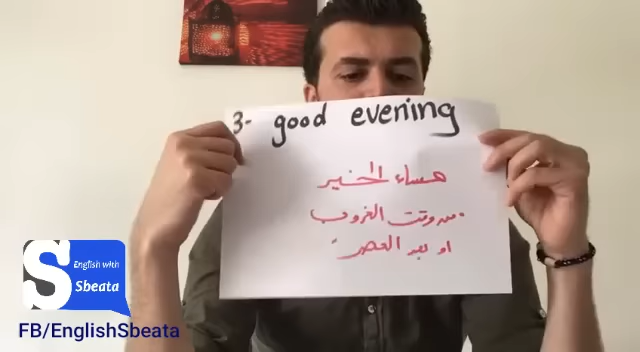 3- good evening
مساء الخير
من وقت الغروب
او بعد العصر
English with
Sbeata
FB/EnglishSbeata